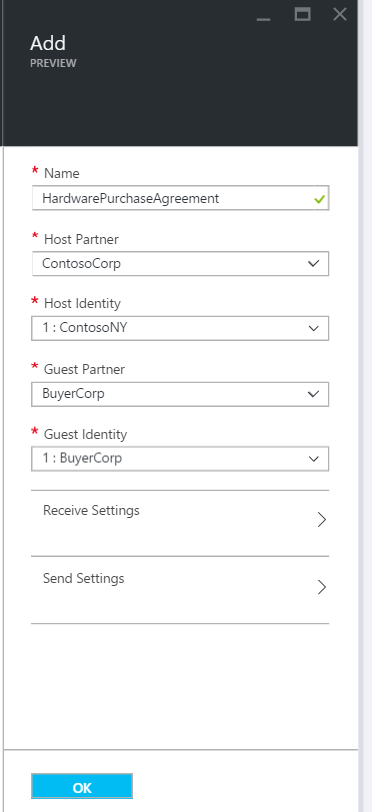 Add
PREVIEW
* Name
HardwarePurchaseAgreement
* Host Partner
ContosoCorp
* Host Identity
1 : ContosoNY
* Guest Partner
BuyerCorp
* Guest Identity
1 : BuyerCorp
Receive Settings
Send Settings
OK